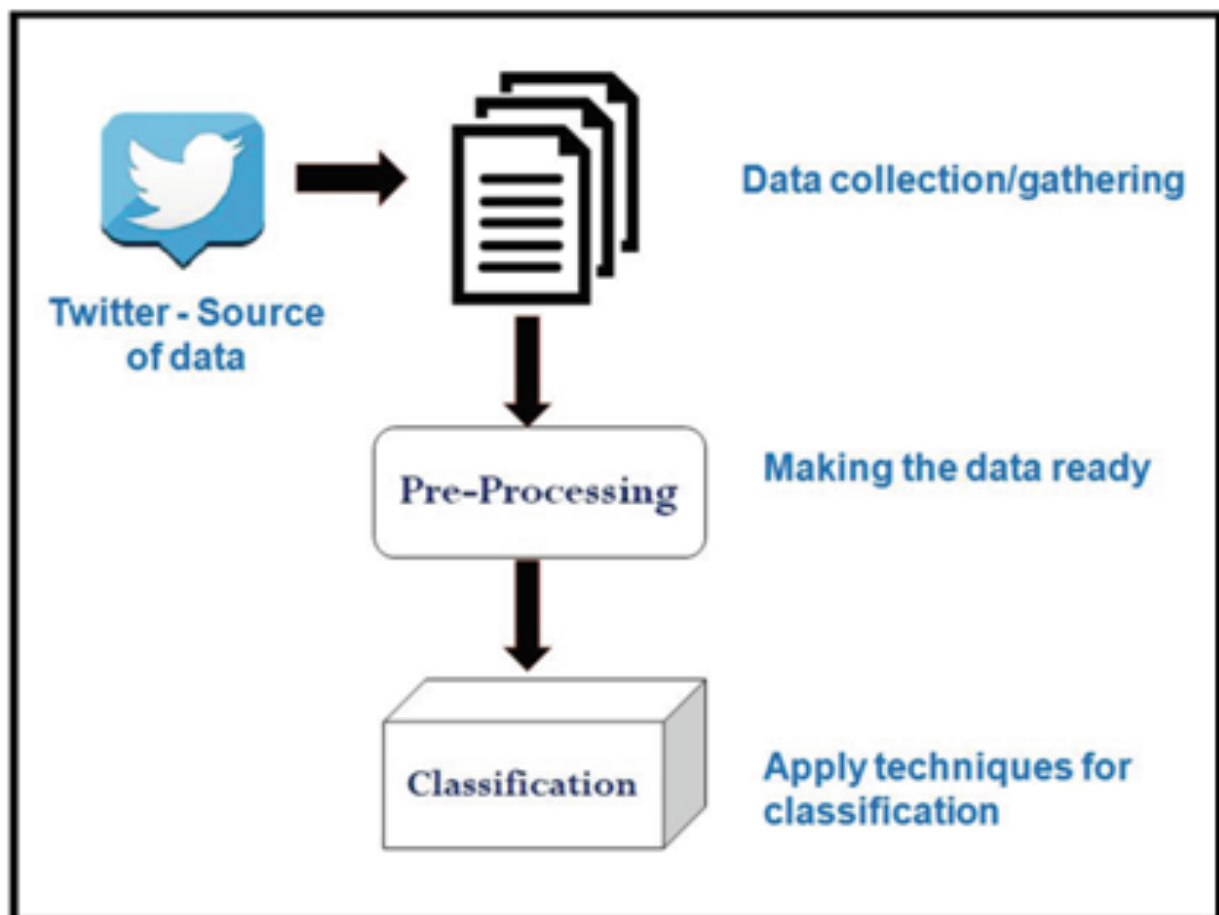 Data collection/gathering
Twitter - Source
of data
Pre-Processing
Making the data ready
Classification
Apply techniques for
classification